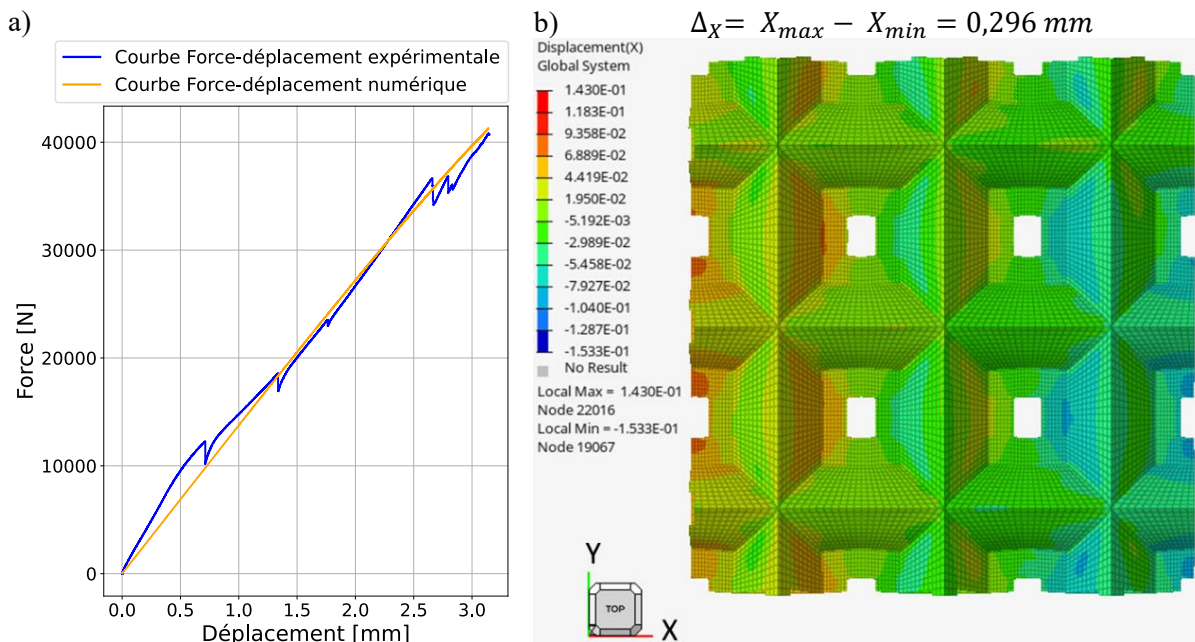 a)
Courbe Force-déplacement expérimentale
Courbe Force-déplacement numérique
40000
30000
20000
10000
0
Force [N]
0.0 0.5 1.0 1.5 2.0 2.5 3.0
Déplacement [mm]
b)
Δ_X= X_max − X_min = 0,296 mm
Displacement(X)
Global System
1.430E-01
1.183E-01
9.358E-02
6.889E-02
4.419E-02
1.950E-02
-5.192E-03
-2.989E-02
-5.458E-02
-7.927E-02
-1.040E-01
-1.287E-01
-1.533E-01
No Result
Local Max = 1.430E-01
Node 22016
Local Min = -1.533E-01
Node 19067
Y
TOP
Z
X